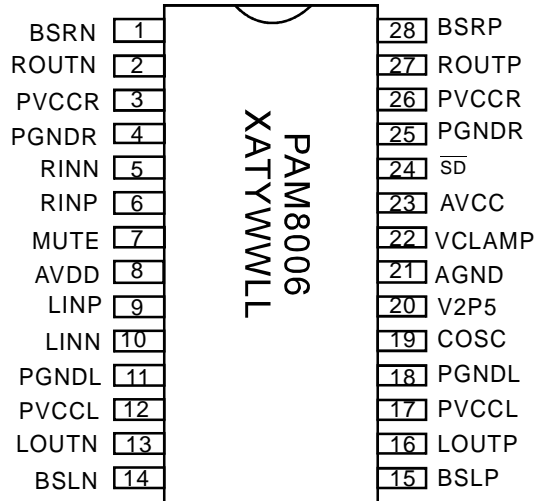 BSRN 1
ROUTN 2
PVCCR 3
PGNDR 4
RINN 5
RINP 6
MUTE 7
AVDD 8
LINP 9
LINN 10
PGNDL 11
PVCCL 12
LOUTN 13
BSLN 14
PAM8006
XATYWWLL
28 BSRP
27 ROUTP
26 PVCCR
25 PGNDR
24 SD
23 AVCC
22 VCLAMP
21 AGND
20 V2P5
19 COSC
18 PGNDL
17 PVCCL
16 LOUTP
15 BSLP